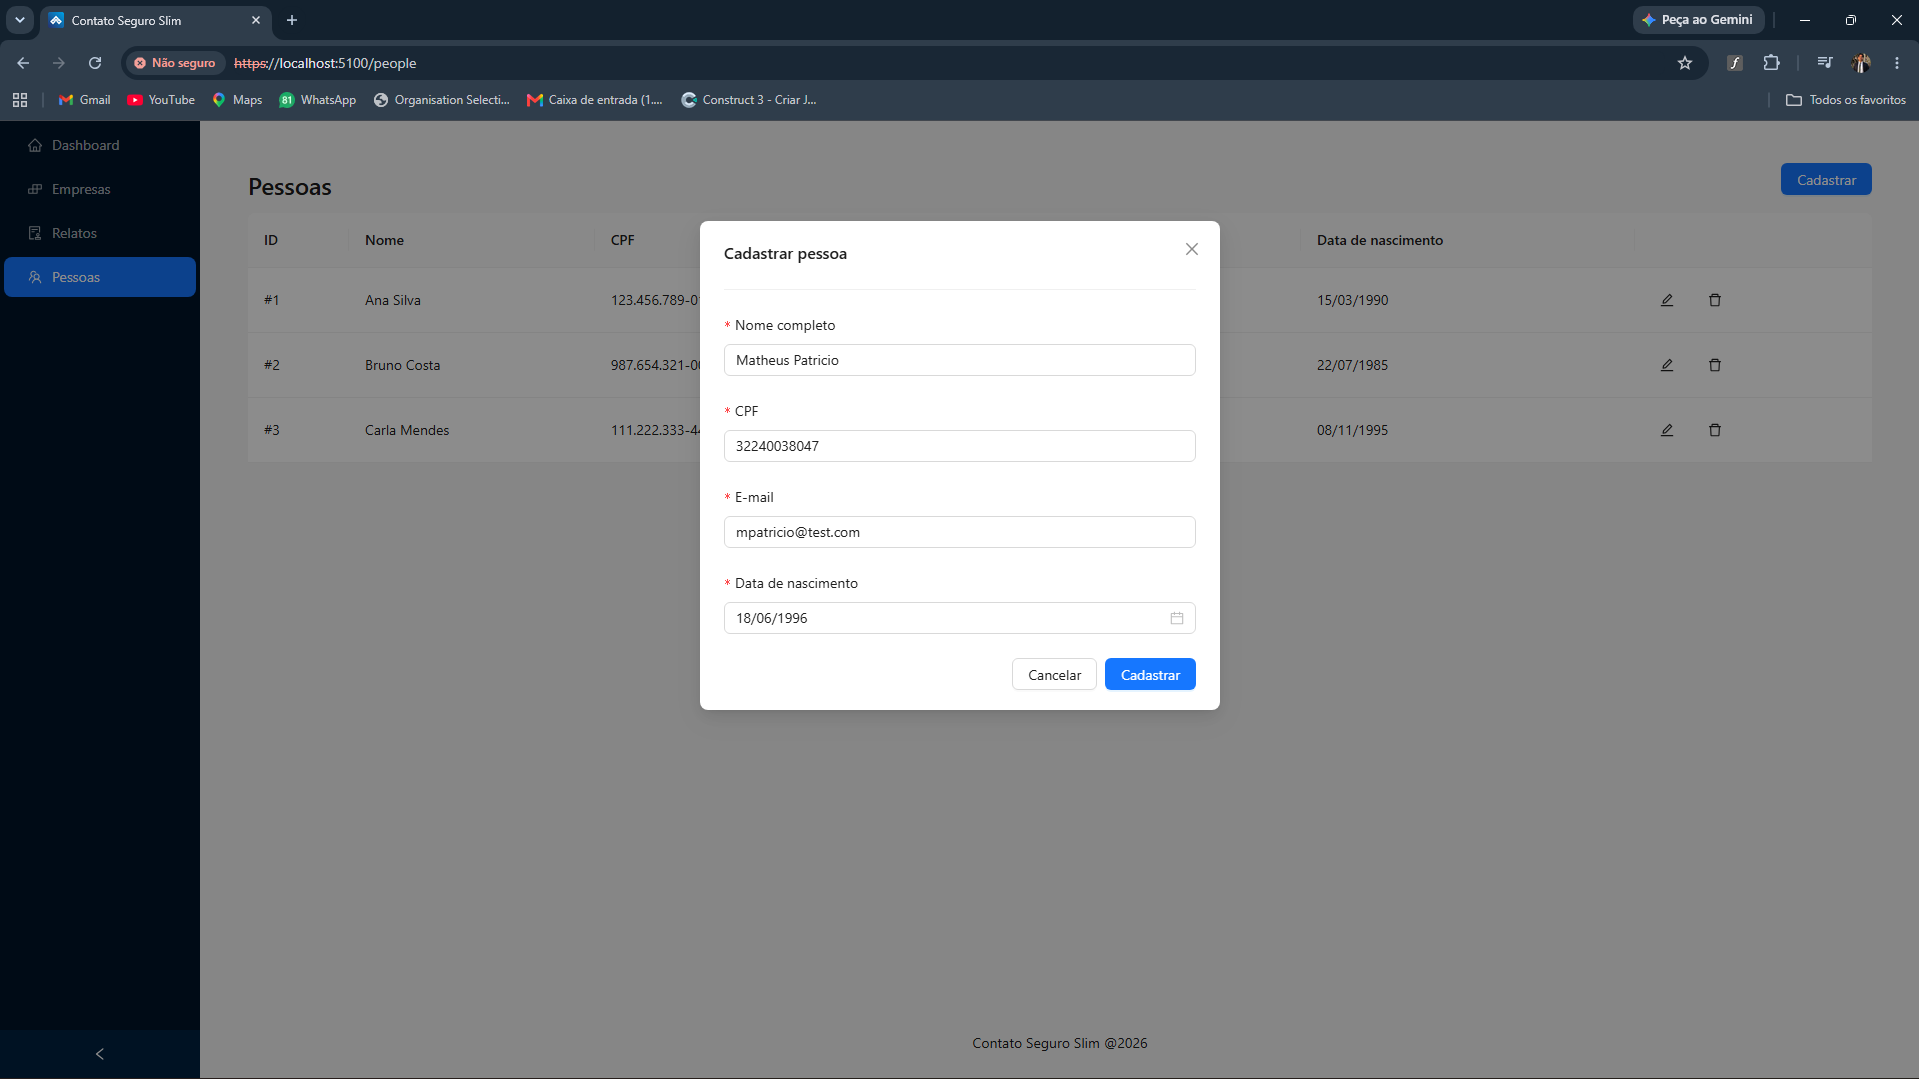 Contato Seguro Slim
Peça ao Gemini
Não seguro
https://localhost:5100/people
Gmail
YouTube
Maps
81
WhatsApp
Organisation Selecti...
Caixa de entrada (1....
Construct 3 - Criar J...
Todos os favoritos
Dashboard
Empresas
Relatos
Pessoas
Pessoas
Cadastrar
ID
Nome
CPF
Data de nascimento
#1
Ana Silva
123.456.789-0
15/03/1990
#2
Bruno Costa
987.654.321-0
22/07/1985
#3
Carla Mendes
111.222.333-4
08/11/1995
Cadastrar pessoa
* Nome completo
Matheus Patricio
* CPF
32240038047
* E-mail
mpatricio@test.com
* Data de nascimento
18/06/1996
Cancelar
Cadastrar
Contato Seguro Slim @2026